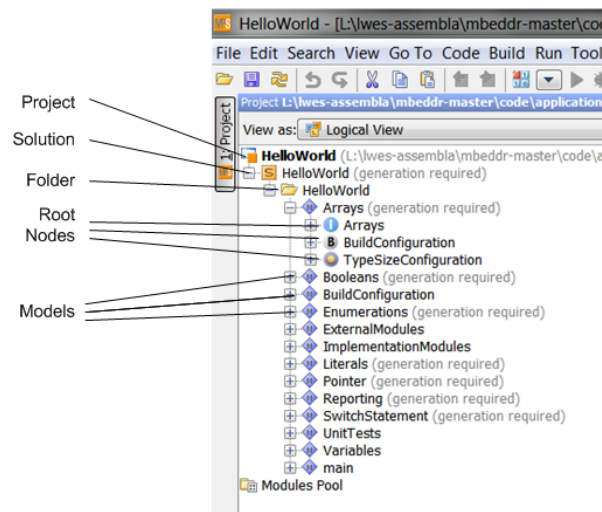 HelloWorld - [L:\lwes-assembla\mbeddr-master\co
File Edit Search View Go To Code Build Run Tool
Project L:\lwes-assembla\mbeddr-master\code\application
1: Project
View as: Logical View
Project
HelloWorld (L:\lwes-assembla\mbeddr-master\code\a
Solution
S HelloWorld (generation required)
Folder
HelloWorld
Arrays (generation required)
Root
Nodes
I Arrays
B BuildConfiguration
TypeSizeConfiguration
Models
Booleans (generation required)
BuildConfiguration
Enumerations (generation required)
ExternalModules
ImplementationModules
Literals (generation required)
Pointer (generation required)
Reporting (generation required)
SwitchStatement (generation required)
UnitTests
Variables
main
Modules Pool